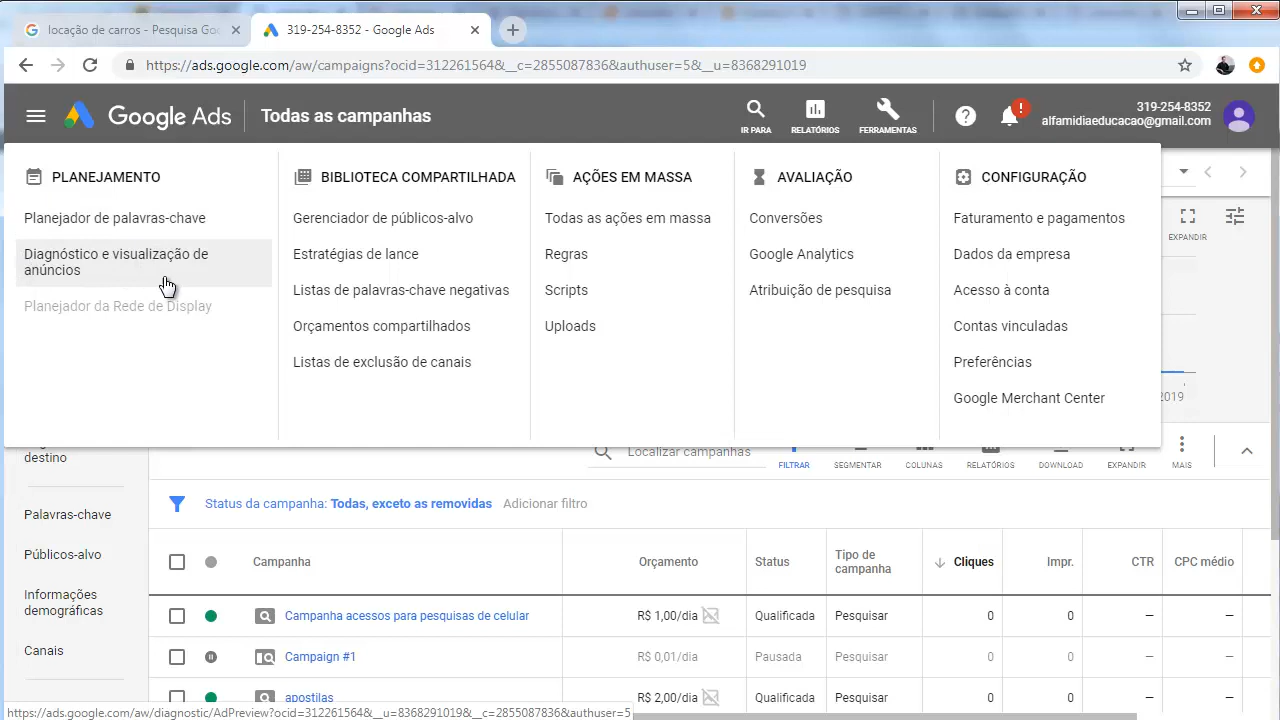 locação de carros - Pesquisa Go
319-254-8352 - Google Ads
https://ads.google.com/aw/campaigns?ocid=312261564&__c=2855087836&authuser=5&__u=8368291019
Google Ads
Todas as campanhas
IR PARA
RELATÓRIOS
FERRAMENTAS
319-254-8352
alfamidiaeducacao@gmail.com
PLANEJAMENTO
Planejador de palavras-chave
Diagnóstico e visualização de
anúncios
Planejador da Rede de Display
BIBLIOTECA COMPARTILHADA
Gerenciador de públicos-alvo
Estratégias de lance
Listas de palavras-chave negativas
Orçamentos compartilhados
Listas de exclusão de canais
AÇÕES EM MASSA
Todas as ações em massa
Regras
Scripts
Uploads
AVALIAÇÃO
Conversões
Google Analytics
Atribuição de pesquisa
CONFIGURAÇÃO
Faturamento e pagamentos
Dados da empresa
Acesso à conta
Contas vinculadas
Preferências
Google Merchant Center
EXPANDIR
2019
destino
Palavras-chave
Públicos-alvo
Informações
demográficas
Canais
Localizar campanhas
FILTRAR
SEGMENTAR
COLUNAS
RELATÓRIOS
DOWNLOAD
EXPANDIR
MAIS
Status da campanha: Todas, exceto as removidas Adicionar filtro
Campanha Orçamento Status Tipo de
campanha Cliques Impr. CTR CPC médio
Campanha acessos para pesquisas de celular R$ 1,00/dia Qualificada Pesquisar 0 0 – –
Campaign #1 R$ 0,01/dia Pausada Pesquisar 0 0 – –
apostilas R$ 2,00/dia Qualificada Pesquisar 0 0 – –
https://ads.google.com/aw/diagnostic/AdPreview?ocid=312261564&__u=8368291019&__c=2855087836&authuser=5